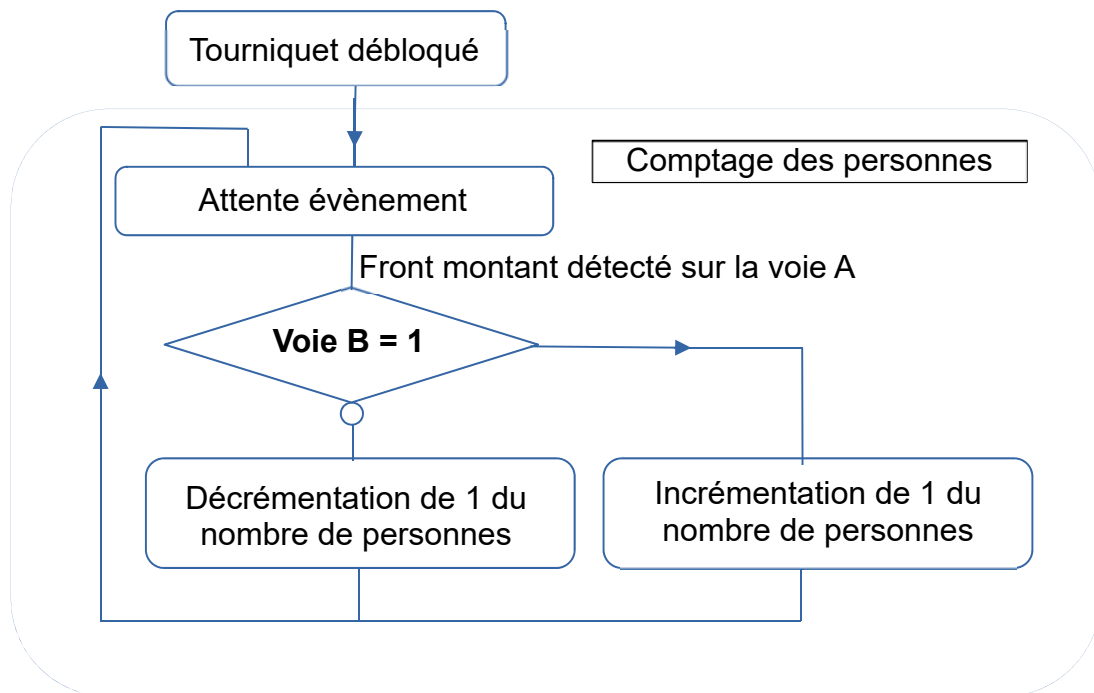 Tourniquet débloqué
Comptage des personnes
Attente évènement
Front montant détecté sur la voie A
Voie B = 1
Décrémentation de 1 du
nombre de personnes
Incrémentation de 1 du
nombre de personnes